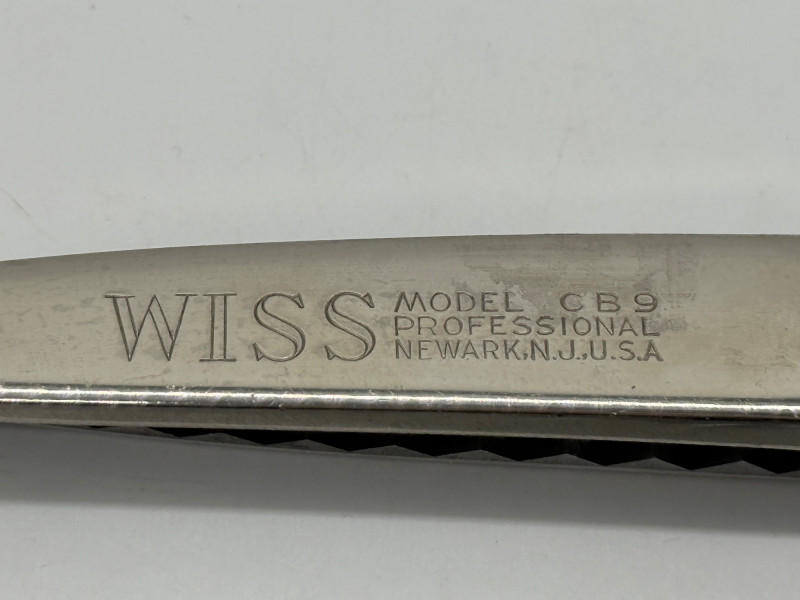 WISS
MODEL CB9
PROFESSIONAL
NEWARK,N.J.,U.S.A